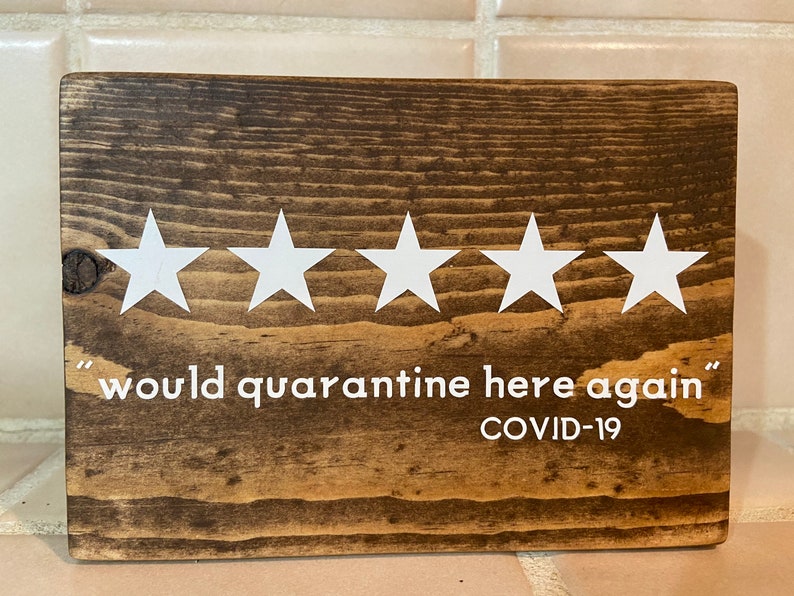 “would quarantine here again“
COVID-19